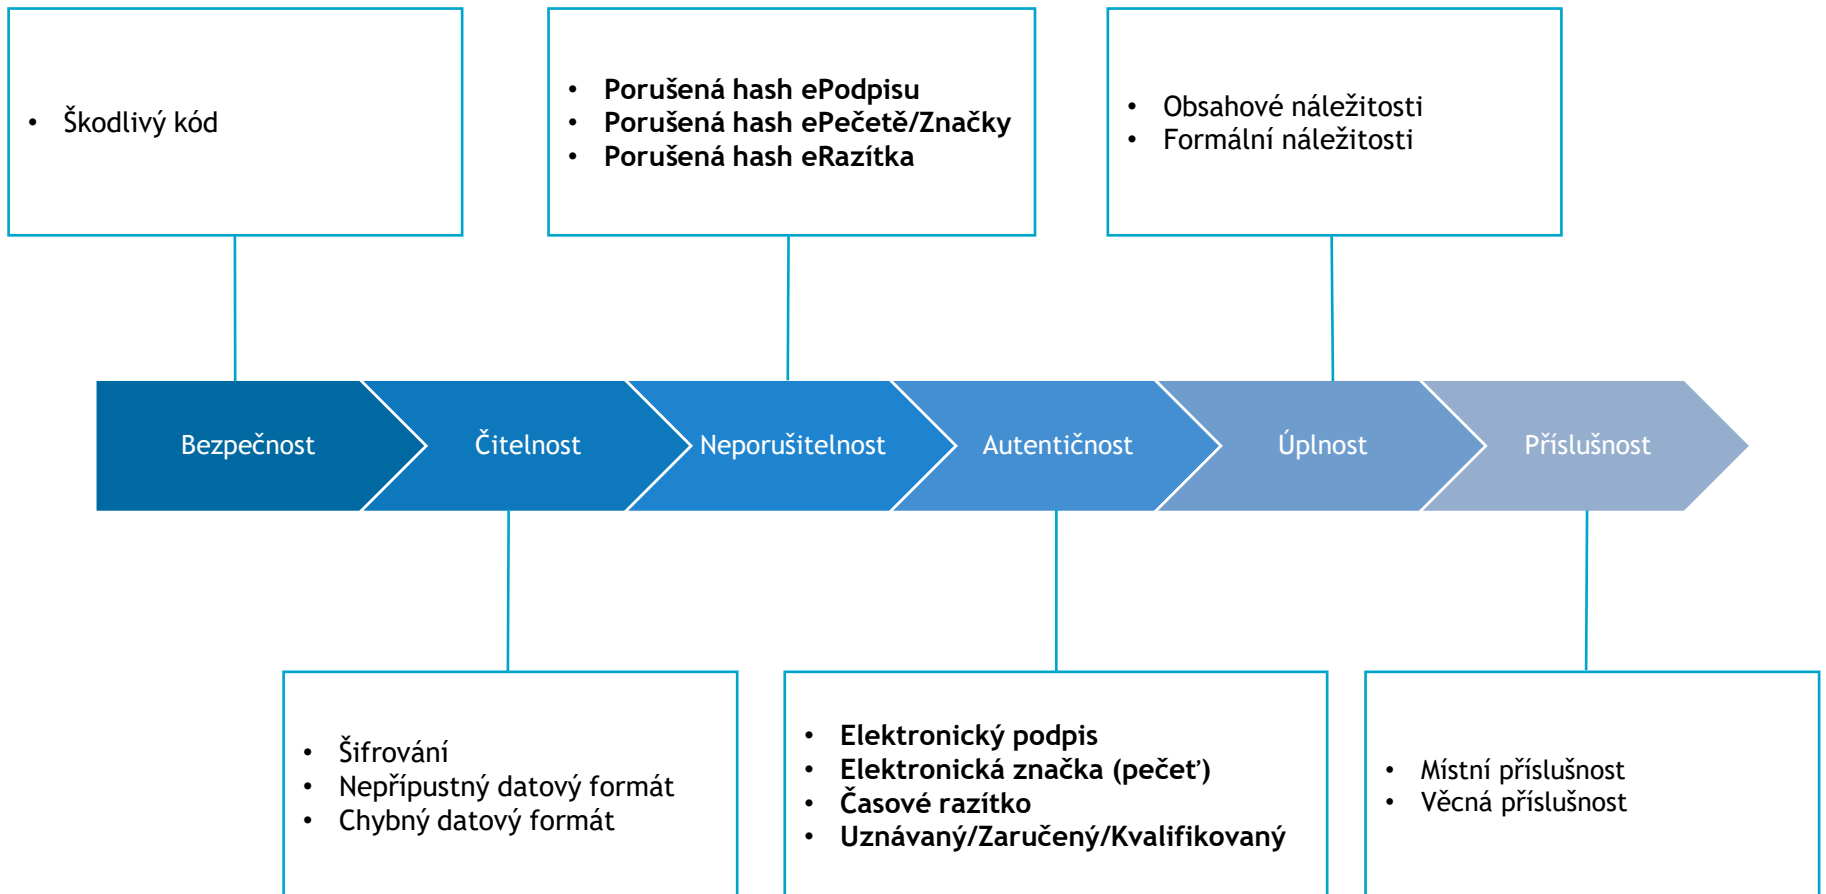 • Škodlivý kód
• Porušená hash ePodpisu
• Porušená hash ePečetě/Značky
• Porušená hash eRazítka
• Obsahové náležitosti
• Formální náležitosti
Bezpečnost
Čitelnost
Neporušitelnost
Autentičnost
Úplnost
Příslušnost
• Šifrování
• Nepřípustný datový formát
• Chybný datový formát
• Elektronický podpis
• Elektronická značka (pečeť)
• Časové razítko
• Uznávaný/Zaručený/Kvalifikovaný
• Místní příslušnost
• Věcná příslušnost